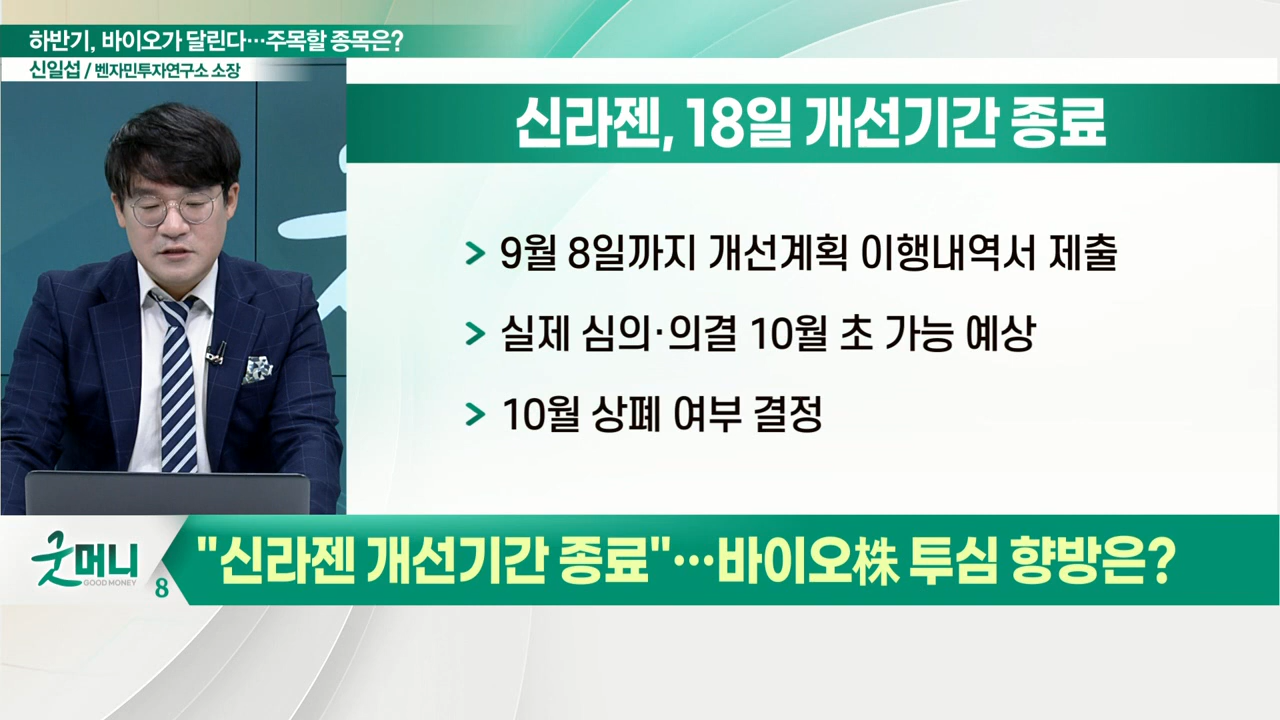 하반기, 바이오가 달린다…주목할 종목은?
신일섭 / 벤자민투자연구소 소장
신라젠, 18일 개선기간 종료
> 9월 8일까지 개선계획 이행내역서 제출
> 실제 심의·의결 10월 초 가능 예상
> 10월 상폐 여부 결정
굿머니
GOOD MONEY
8
"신라젠 개선기간 종료"…바이오株 투심 향방은?